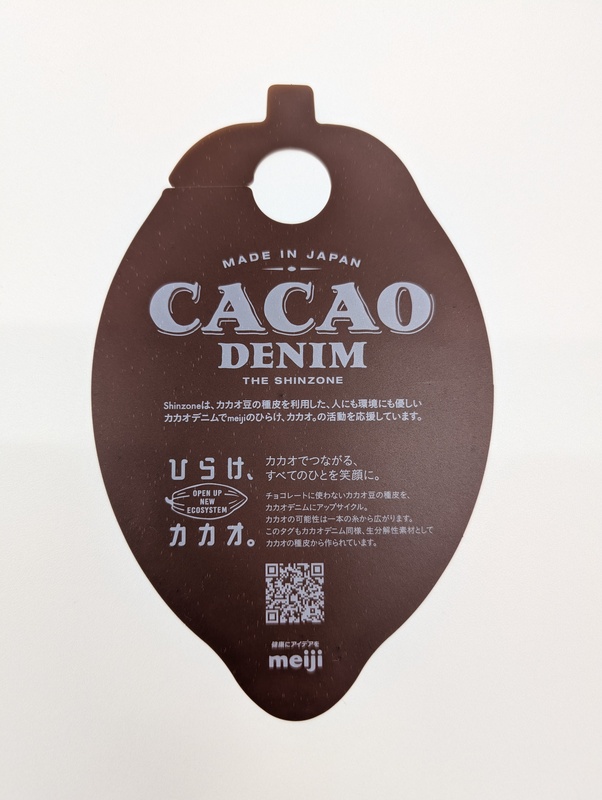 MADE IN JAPAN
CACAO
DENIM
THE SHINZONE
Shinzoneは、カカオ豆の種皮を利用した、人にも環境にも優しい
カカオデニムでmeijiのひらけ、カカオ。の活動を応援しています。
ひらけ、
OPEN UP
NEW
ECOSYSTEM
カカオ。
カカオでつながる、
すべてのひとを笑顔に。
チョコレートに使わないカカオ豆の種皮を、
カカオデニムにアップサイクル。
カカオの可能性は一本の糸から広がります。
このタグもカカオデニム同様、生分解性素材として
カカオの種皮から作られています。
健康にアイデアを
meiji